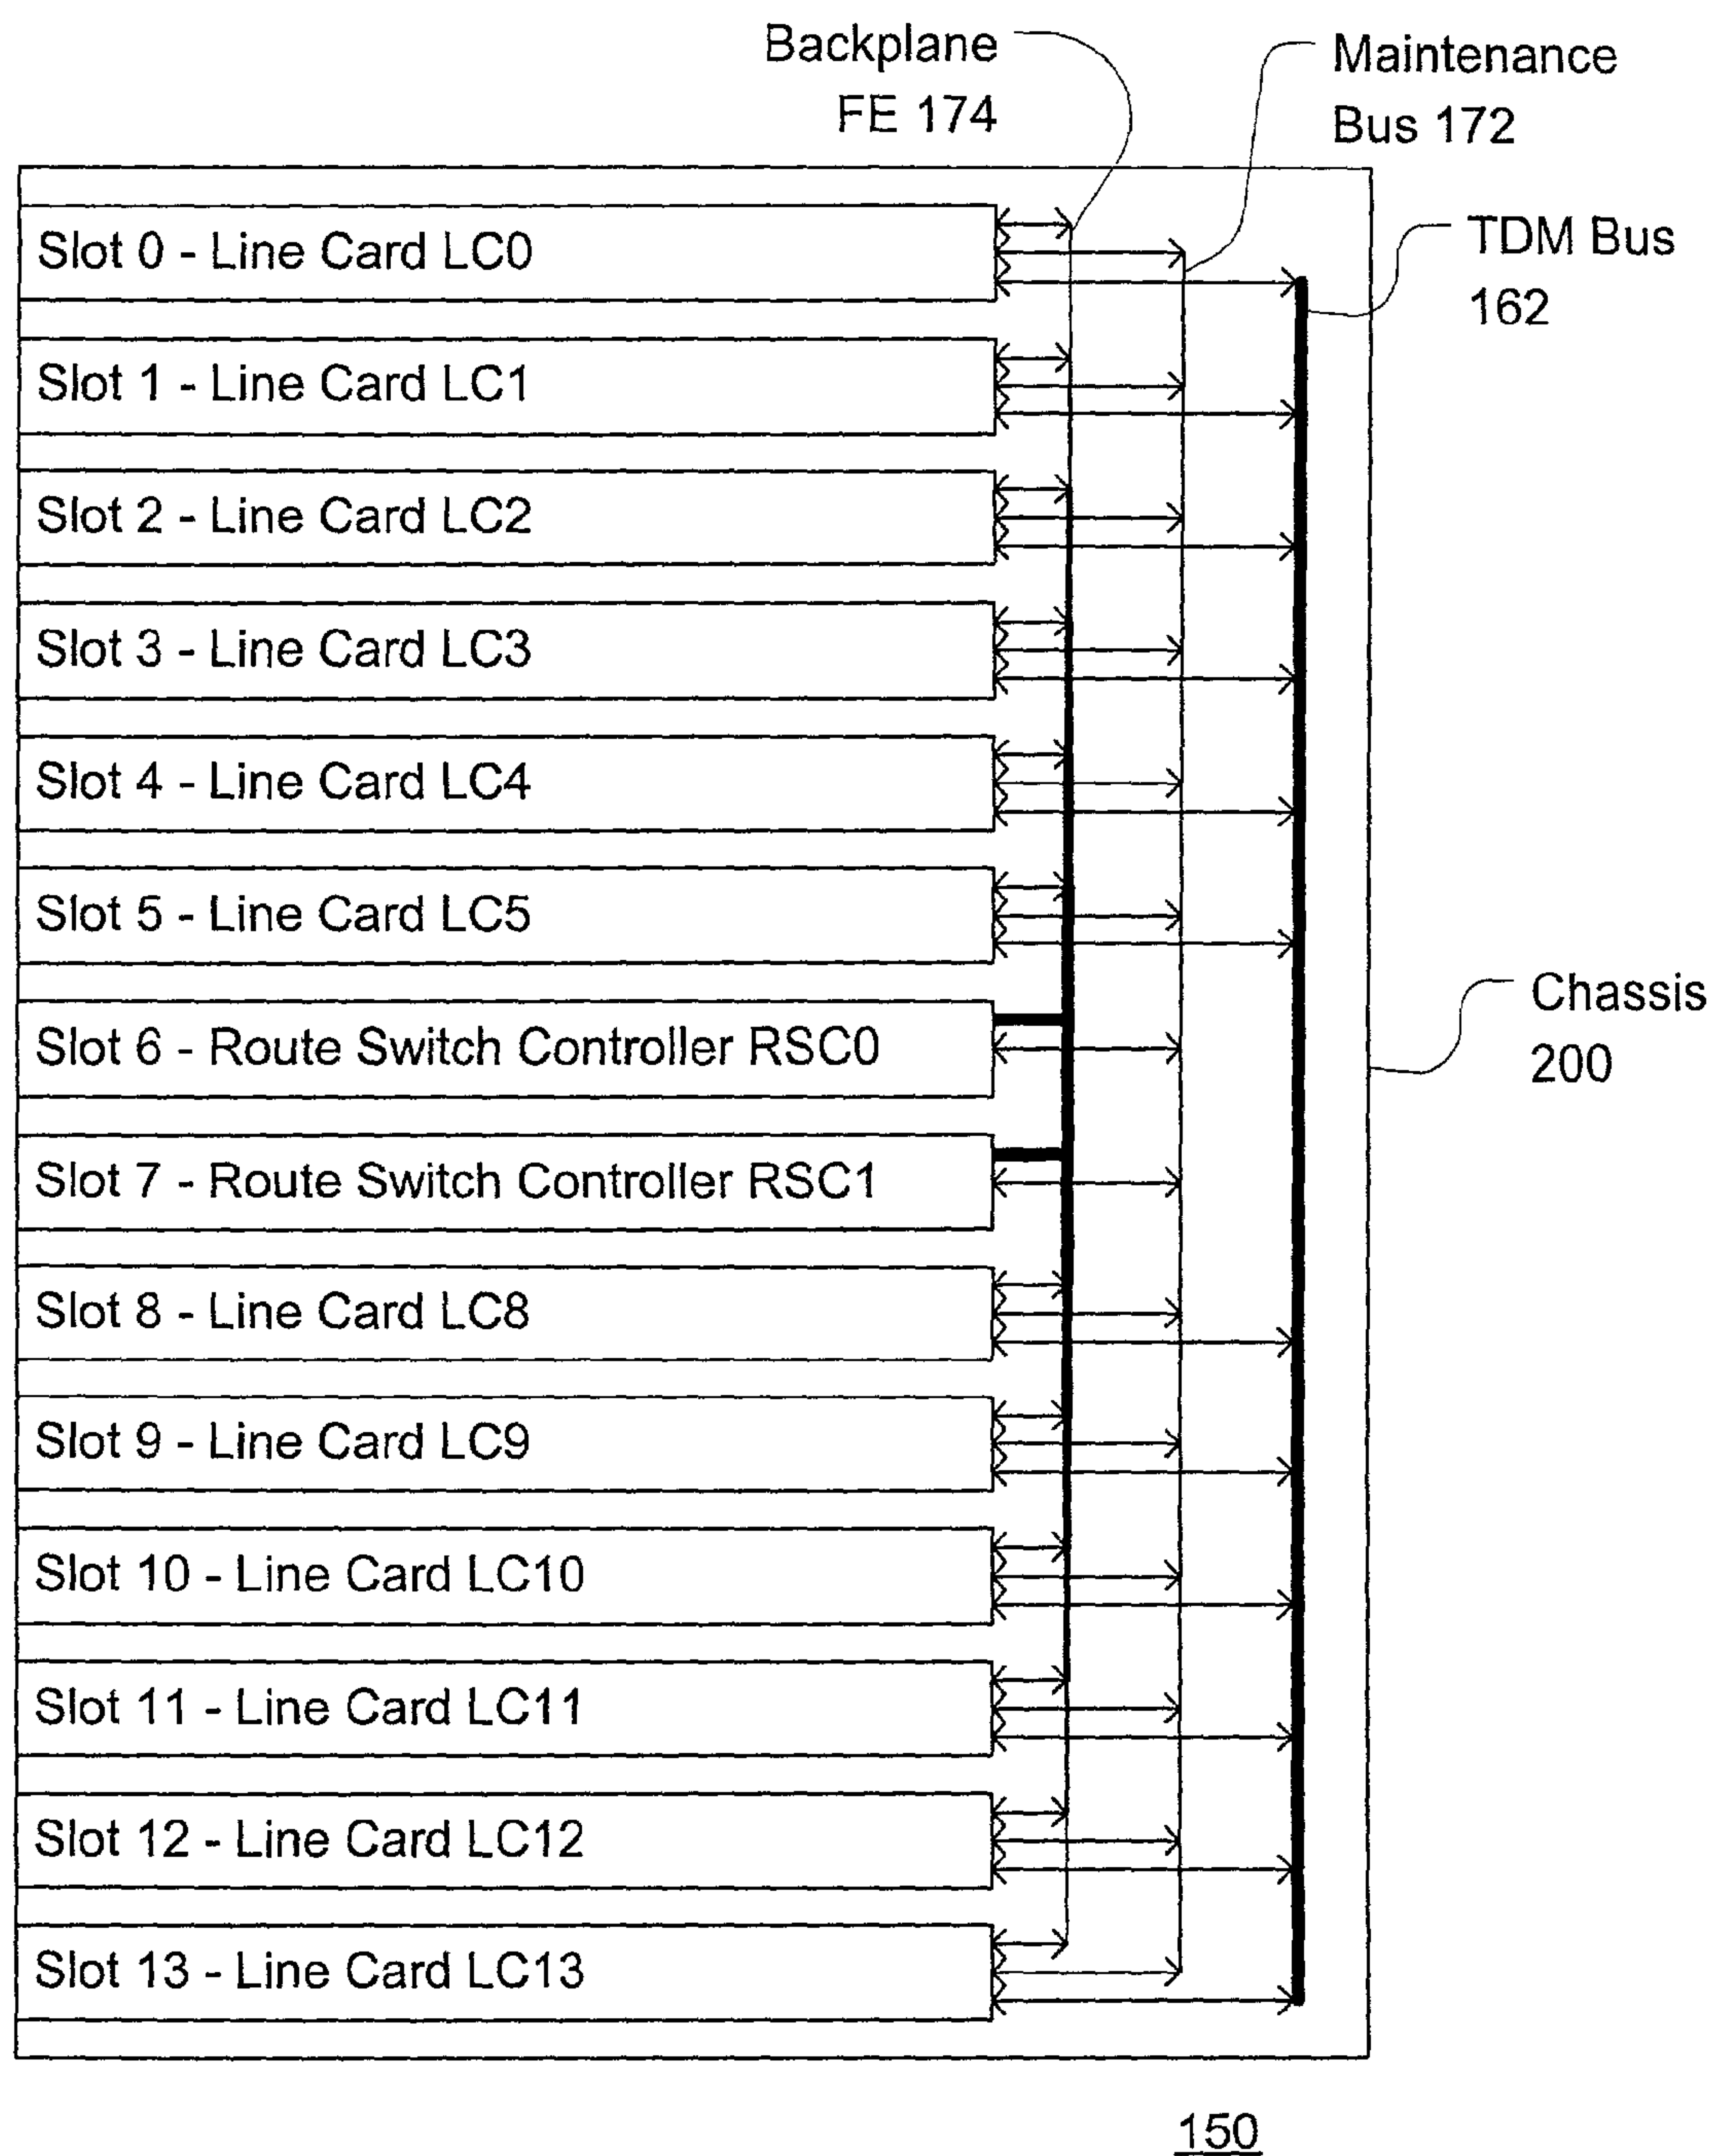 Backplane
FE 174
Maintenance
Bus 172
TDM Bus
162
Slot 0 - Line Card LC0
Slot 1 - Line Card LC1
Slot 2 - Line Card LC2
Slot 3 - Line Card LC3
Slot 4 - Line Card LC4
Slot 5 - Line Card LC5
Chassis
200
Slot 6 - Route Switch Controller RSC0
Slot 7 - Route Switch Controller RSC1
Slot 8 - Line Card LC8
Slot 9 - Line Card LC9
Slot 10 - Line Card LC10
Slot 11 - Line Card LC11
Slot 12 - Line Card LC12
Slot 13 - Line Card LC13
150